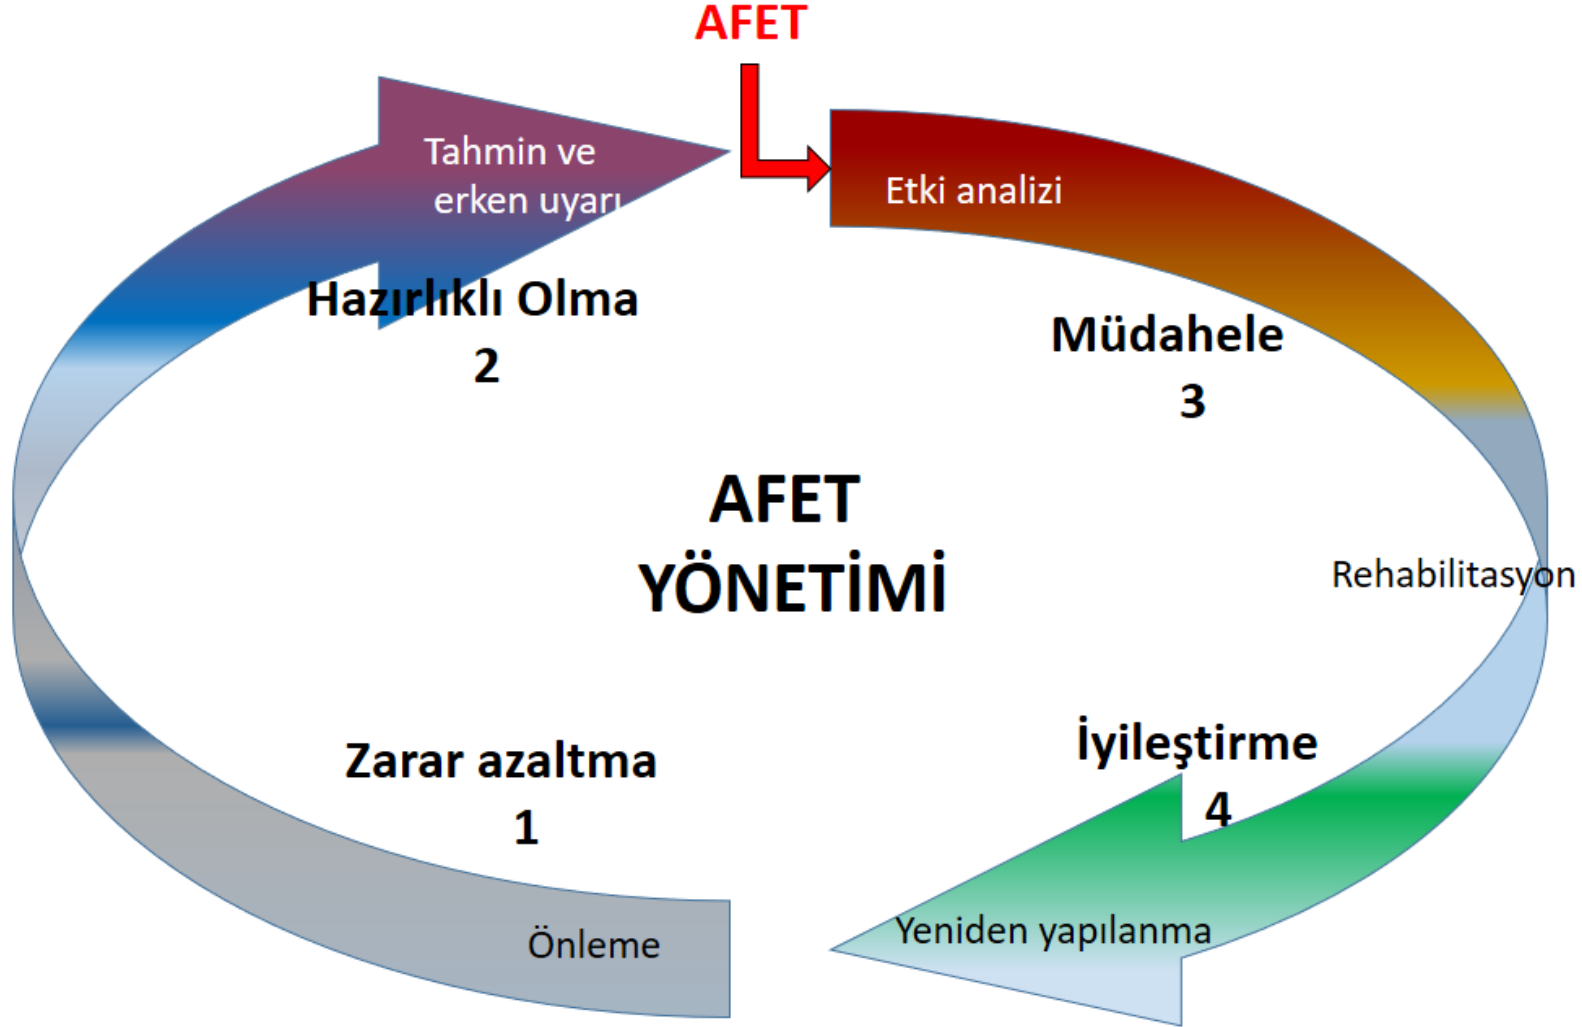 AFET
Tahmin ve
erken uyarı
Etki analizi
Hazırlıklı Olma
2
Müdahele
3
AFET
YÖNETİMİ
Rehabilitasyon
Zarar azaltma
1
İyileştirme
4
Önleme
Yeniden yapılanma